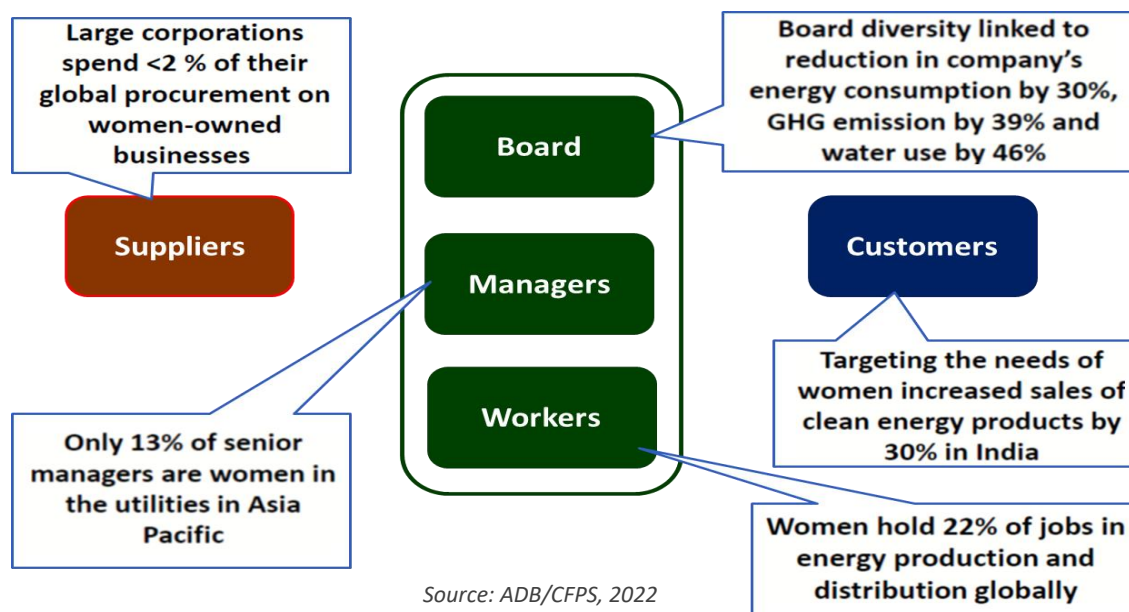 Large corporations
spend <2 % of their
global procurement on
women-owned
businesses
Board diversity linked to
reduction in company's
energy consumption by 30%,
GHG emission by 39% and
water use by 46%
Board
Suppliers
Managers
Customers
Workers
Only 13% of senior
managers are women in
the utilities in Asia
Pacific
Targeting the needs of
women increased sales of
clean energy products by
30% in India
Women hold 22% of jobs in
energy production and
distribution globally
Source: ADB/CFPS, 2022